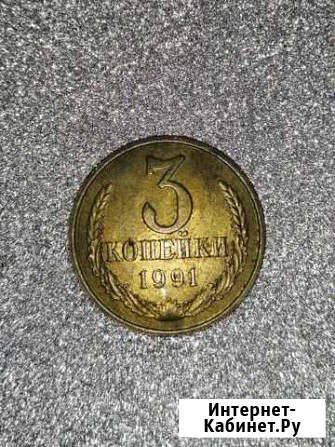 3
КОПЕЙКИ
1991
Интернет-
Кабинет.Ру